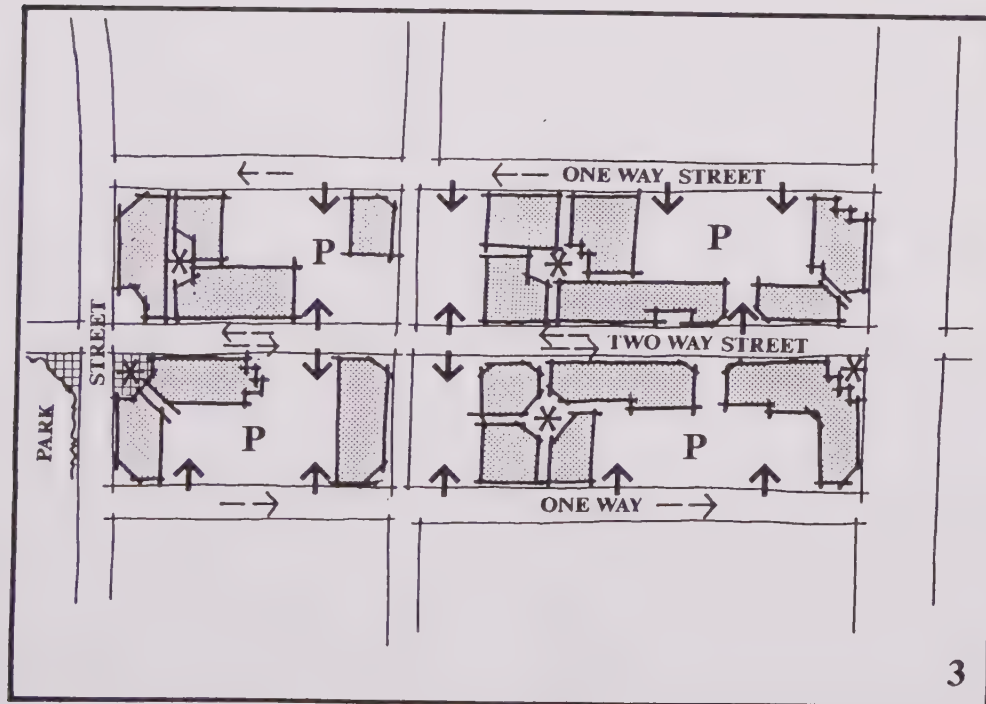 ONE WAY STREET
P
P
TWO WAY STREET
STREET
PARK
P
P
ONE WAY
3